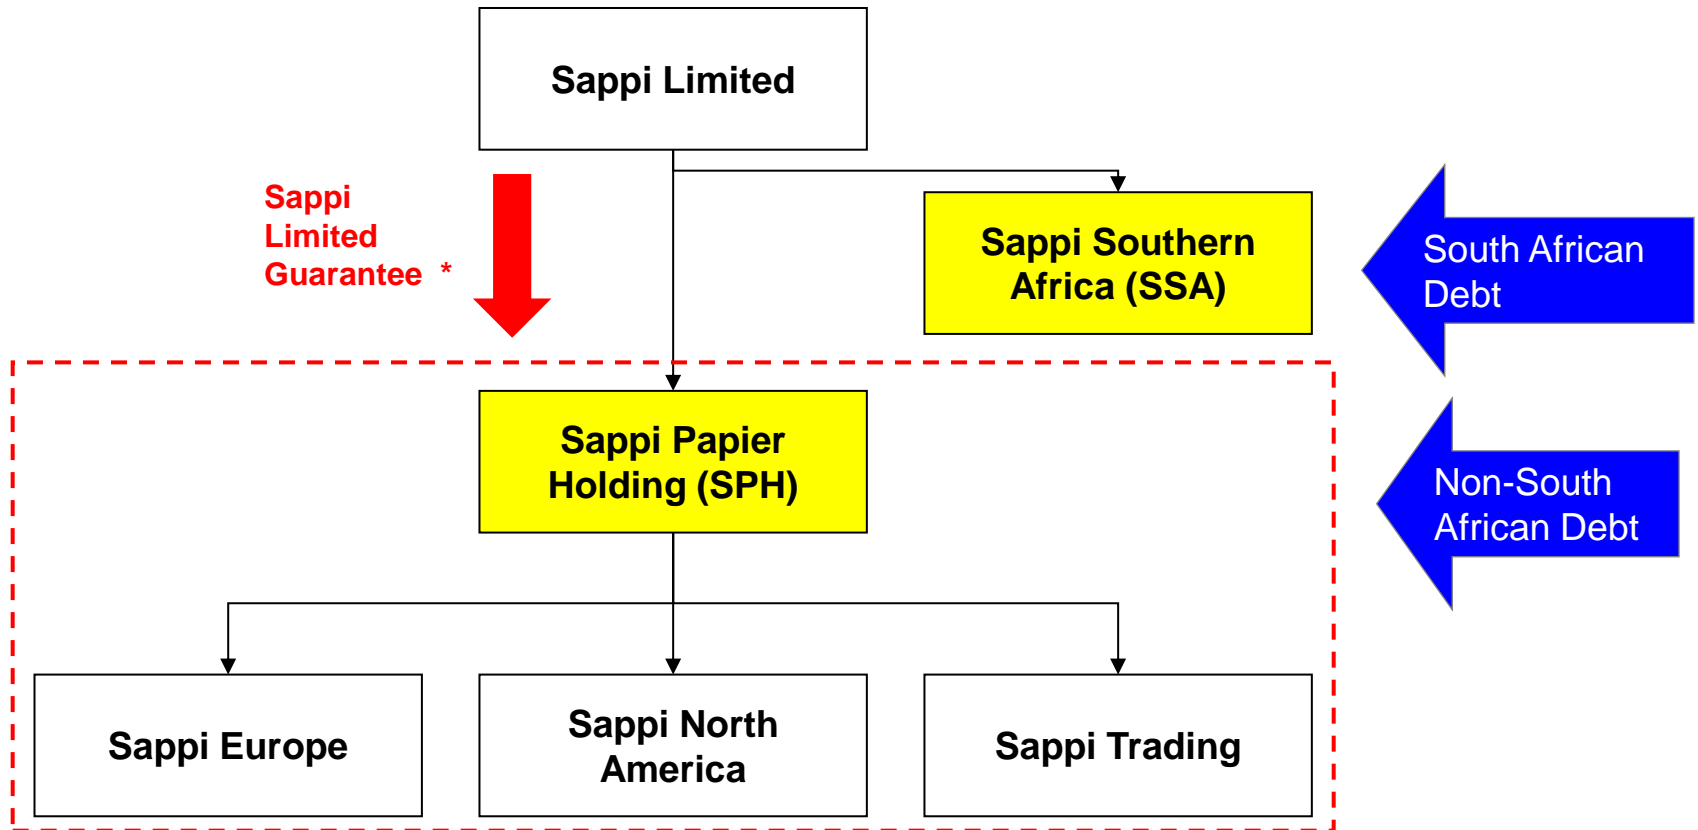 Sappi Limited
Sappi
Limited
Guarantee *
Sappi Southern
Africa (SSA)
South African
Debt
Sappi Papier
Holding (SPH)
Non-South
African Debt
Sappi Europe
Sappi North
America
Sappi Trading